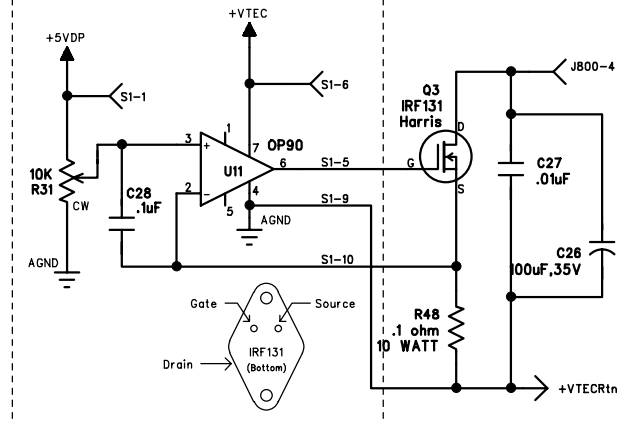 +VTEC
+5VDP
J800-4
S1-1
S1-6
Q3
IRF131
Harris
1
3
+
7
OP90
D
10K
R31
U11
6
S1-5
G
C27
.01uF
CW
C28
.1uF
2
−
4
5
S1-9
S
AGND
AGND
S1-10
C26
100uF,35V
Gate
Source
R48
.1 ohm
10 WATT
IRF131
(Bottom)
Drain
+VTECRtn